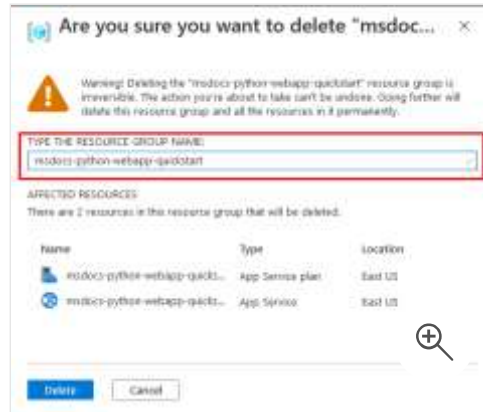 Are you sure you want to delete "msdoc...
Warning! Deleting the "msdocs-python-webapp-quickstart" resource group is
irreversible. The action you're about to take can't be undone. Going further will
delete this resource group and all the resources in it permanently.
TYPE THE RESOURCE GROUP NAME:
msdocs-python-webapp-quickstart
AFFECTED RESOURCES
There are 2 resources in this resource group that will be deleted.
Name Type Location
msdocs-python-webapp-quicks... App Service plan East US
msdocs-python-webapp-quicks... App Service East US
Delete Cancel